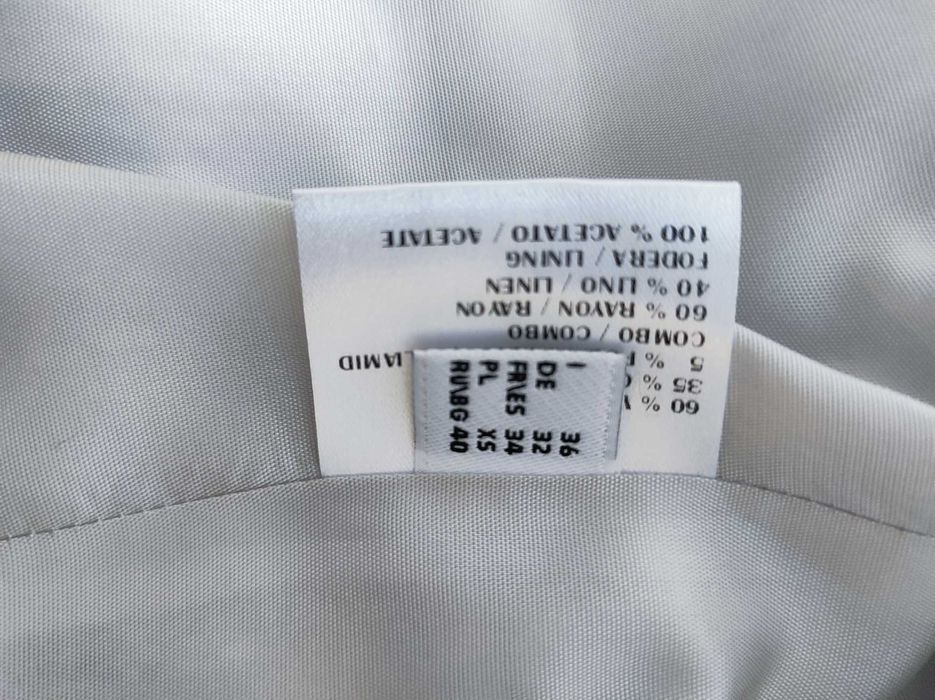 60 %
35 %
5 %
COMBO / COMBO
60 % RAYON / RAYON
40 % LINO / LINEN
FODERA / LINING
100 % ACETATO / ACETATE
I 36
DE 32
FR\ES 34
PL XS
RU\BG 40